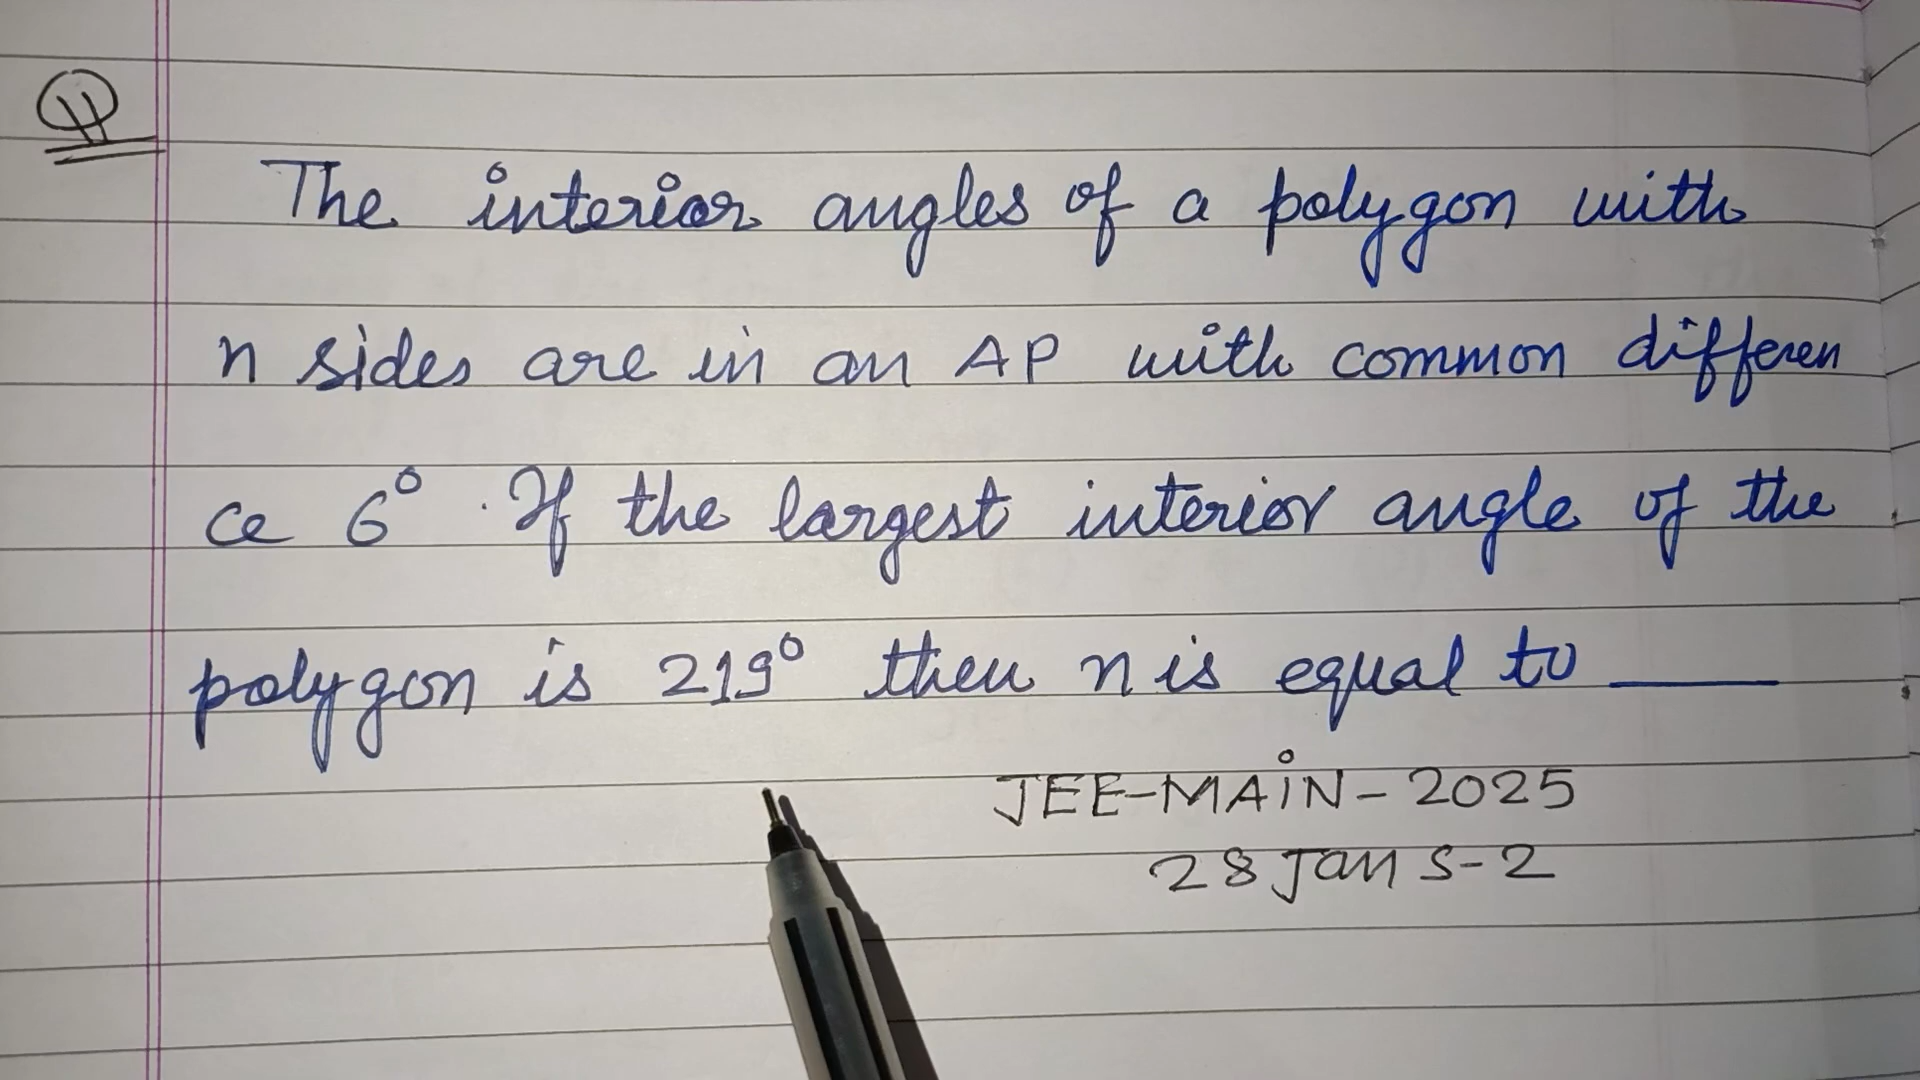 Q
The interior angles of a polygon with
n sides are in an AP with common differen
ce 6° . If the largest interior angle of the
polygon is 219° then n is equal to ____
JEE-MAiN-2025
28 Jan S-2